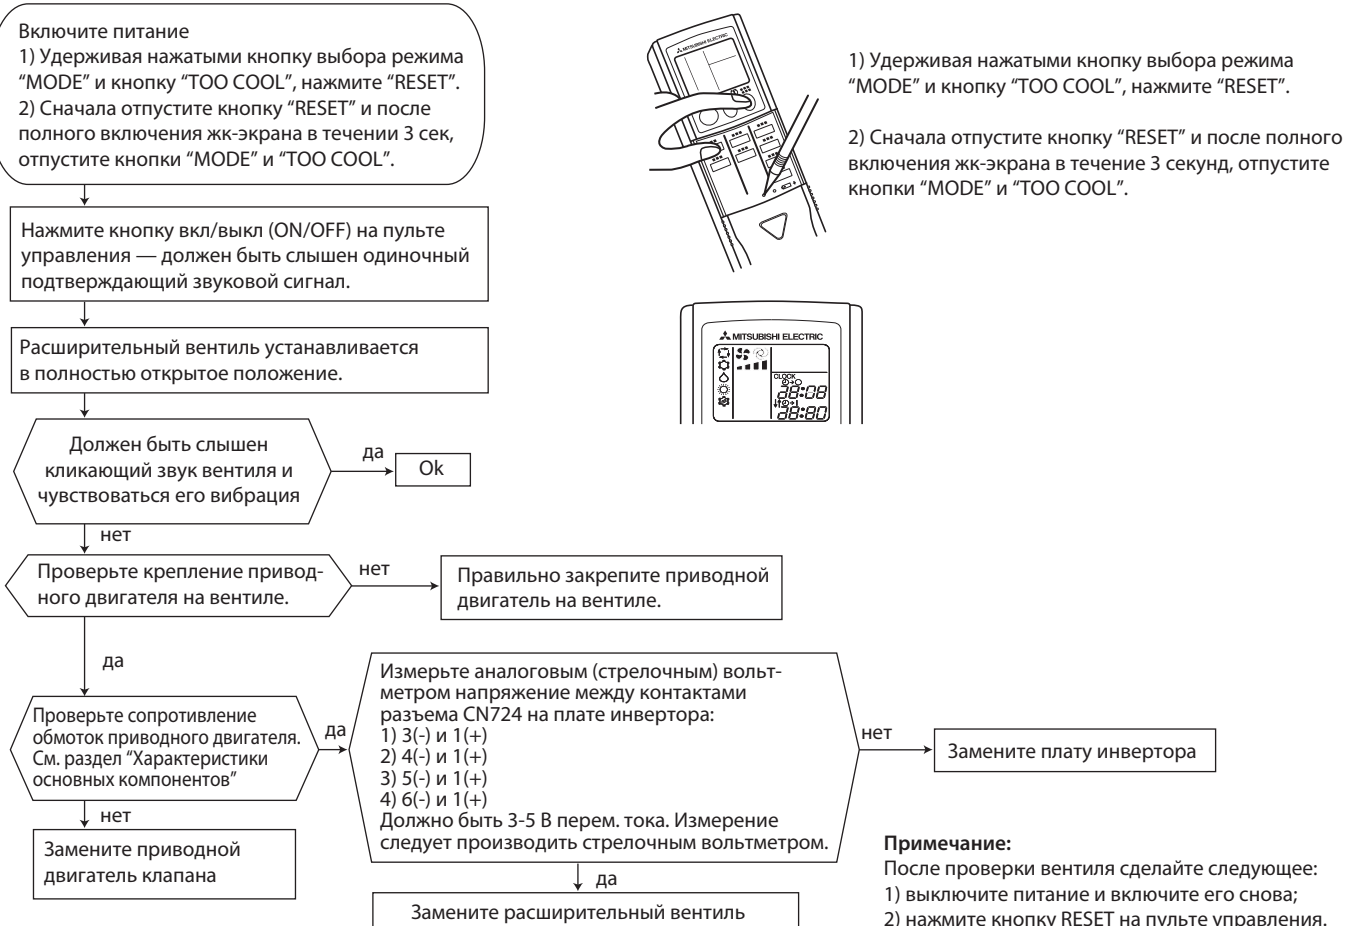 Включите питание
1) Удерживая нажатыми кнопку выбора режима
“MODE” и кнопку “TOO COOL”, нажмите “RESET”.
2) Сначала отпустите кнопку “RESET” и после
полного включения жк-экрана в течении 3 сек,
отпустите кнопки “MODE” и “TOO COOL”.
Нажмите кнопку вкл/выкл (ON/OFF) на пульте
управления — должен быть слышен одиночный
подтверждающий звуковой сигнал.
Расширительный вентиль устанавливается
в полностью открытое положение.
Должен быть слышен
кликающий звук вентиля и
чувствоваться его вибрация
да
Ok
нет
Проверьте крепление привод-
ного двигателя на вентиле.
нет
Правильно закрепите приводной
двигатель на вентиле.
да
Проверьте сопротивление
обмоток приводного двигателя.
См. раздел “Характеристики
основных компонентов”
да
нет
Замените приводной
двигатель клапана
Измерьте аналоговым (стрелочным) вольт-
метром напряжение между контактами
разъема CN724 на плате инвертора:
1) 3(-) и 1(+)
2) 4(-) и 1(+)
3) 5(-) и 1(+)
4) 6(-) и 1(+)
Должно быть 3-5 В перем. тока. Измерение
следует производить стрелочным вольтметром.
нет
Замените плату инвертора
да
Замените расширительный вентиль
MITSUBISHI ELECTRIC
1) Удерживая нажатыми кнопку выбора режима
“MODE” и кнопку “TOO COOL”, нажмите “RESET”.
2) Сначала отпустите кнопку “RESET” и после полного
включения жк-экрана в течение 3 секунд, отпустите
кнопки “MODE” и “TOO COOL”.
MITSUBISHI ELECTRIC
CLOCK
28:08
28:80
Примечание:
После проверки вентиля сделайте следующее:
1) выключите питание и включите его снова;
2) нажмите кнопку RESET на пульте управления.